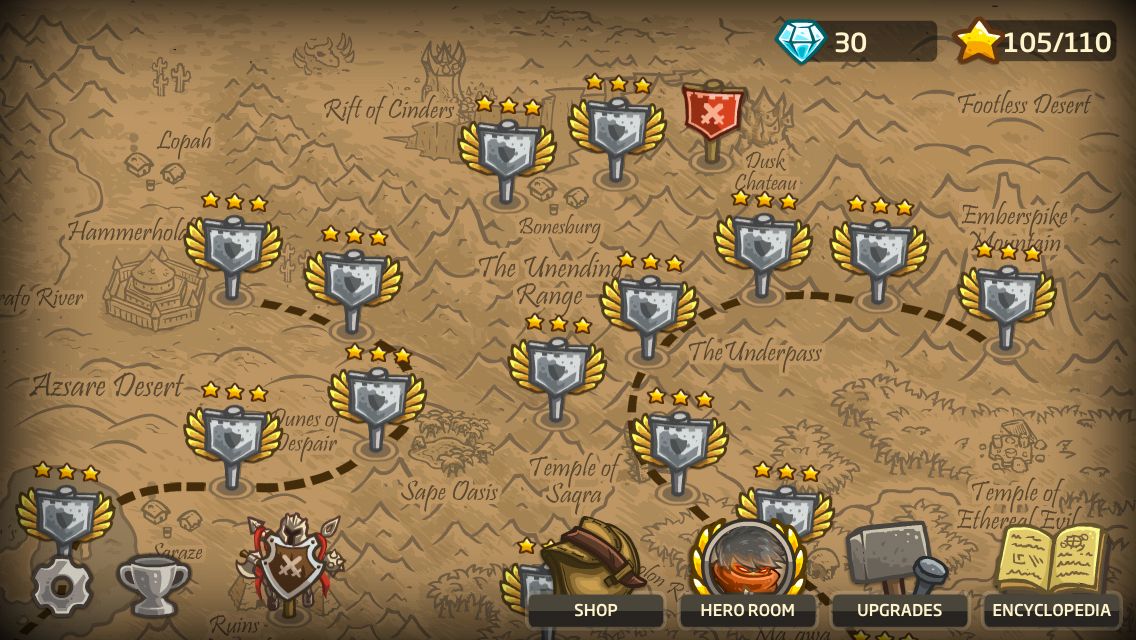 30
105/110
Rift of Cinders
Footless Desert
Lopah
Dusk
Chateau
Hammerhold
Bonesburg
Emberspike
Mountain
The Unending
Range
The Underpass
Azsare Desert
Dunes of
Despair
Sape Oasis
Temple of
Saqra
Temple of
Ethereal Evil
Saraze
Ruins
SHOP
HERO ROOM
UPGRADES
ENCYCLOPEDIA